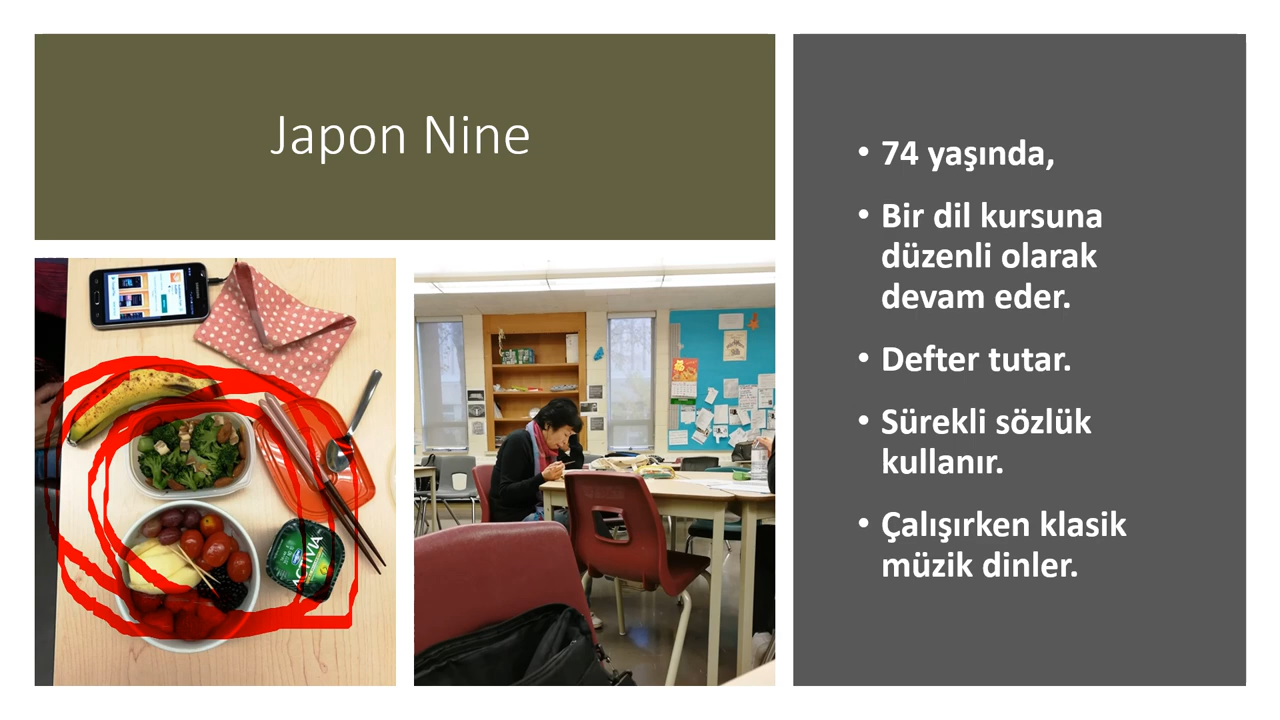 Japon Nine
• 74 yaşında,
• Bir dil kursuna
düzenli olarak
devam eder.
• Defter tutar.
• Sürekli sözlük
kullanır.
• Çalışırken klasik
müzik dinler.
ACTIVIA